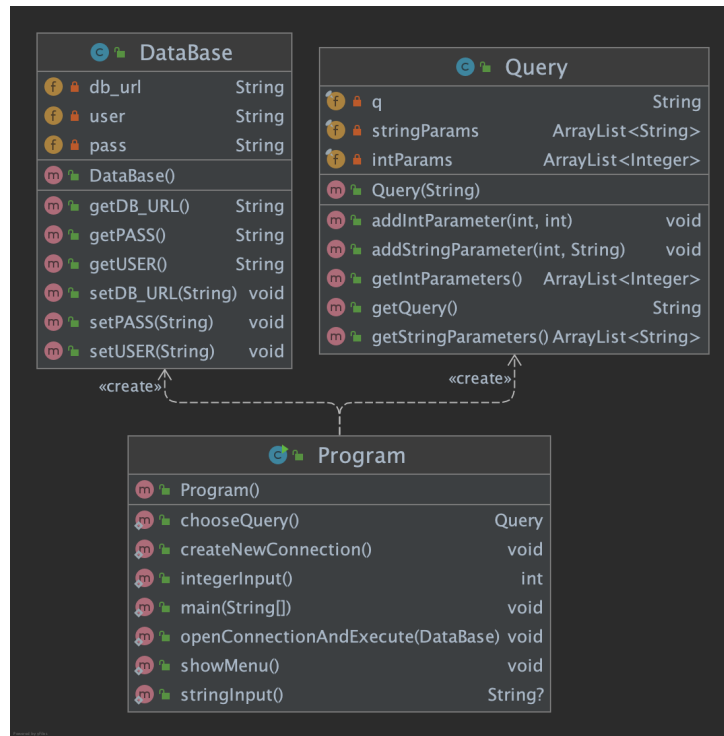 DataBase
db_url String
user String
pass String
DataBase()
getDB_URL() String
getPASS() String
getUSER() String
setDB_URL(String) void
setPASS(String) void
setUSER(String) void
Query
q String
stringParams ArrayList<String>
intParams ArrayList<Integer>
Query(String)
addIntParameter(int, int) void
addStringParameter(int, String) void
getIntParameters() ArrayList<Integer>
getQuery() String
getStringParameters() ArrayList<String>
«create»
«create»
Program
Program()
chooseQuery() Query
createNewConnection() void
integerInput() int
main(String[]) void
openConnectionAndExecute(DataBase) void
showMenu() void
stringInput() String?